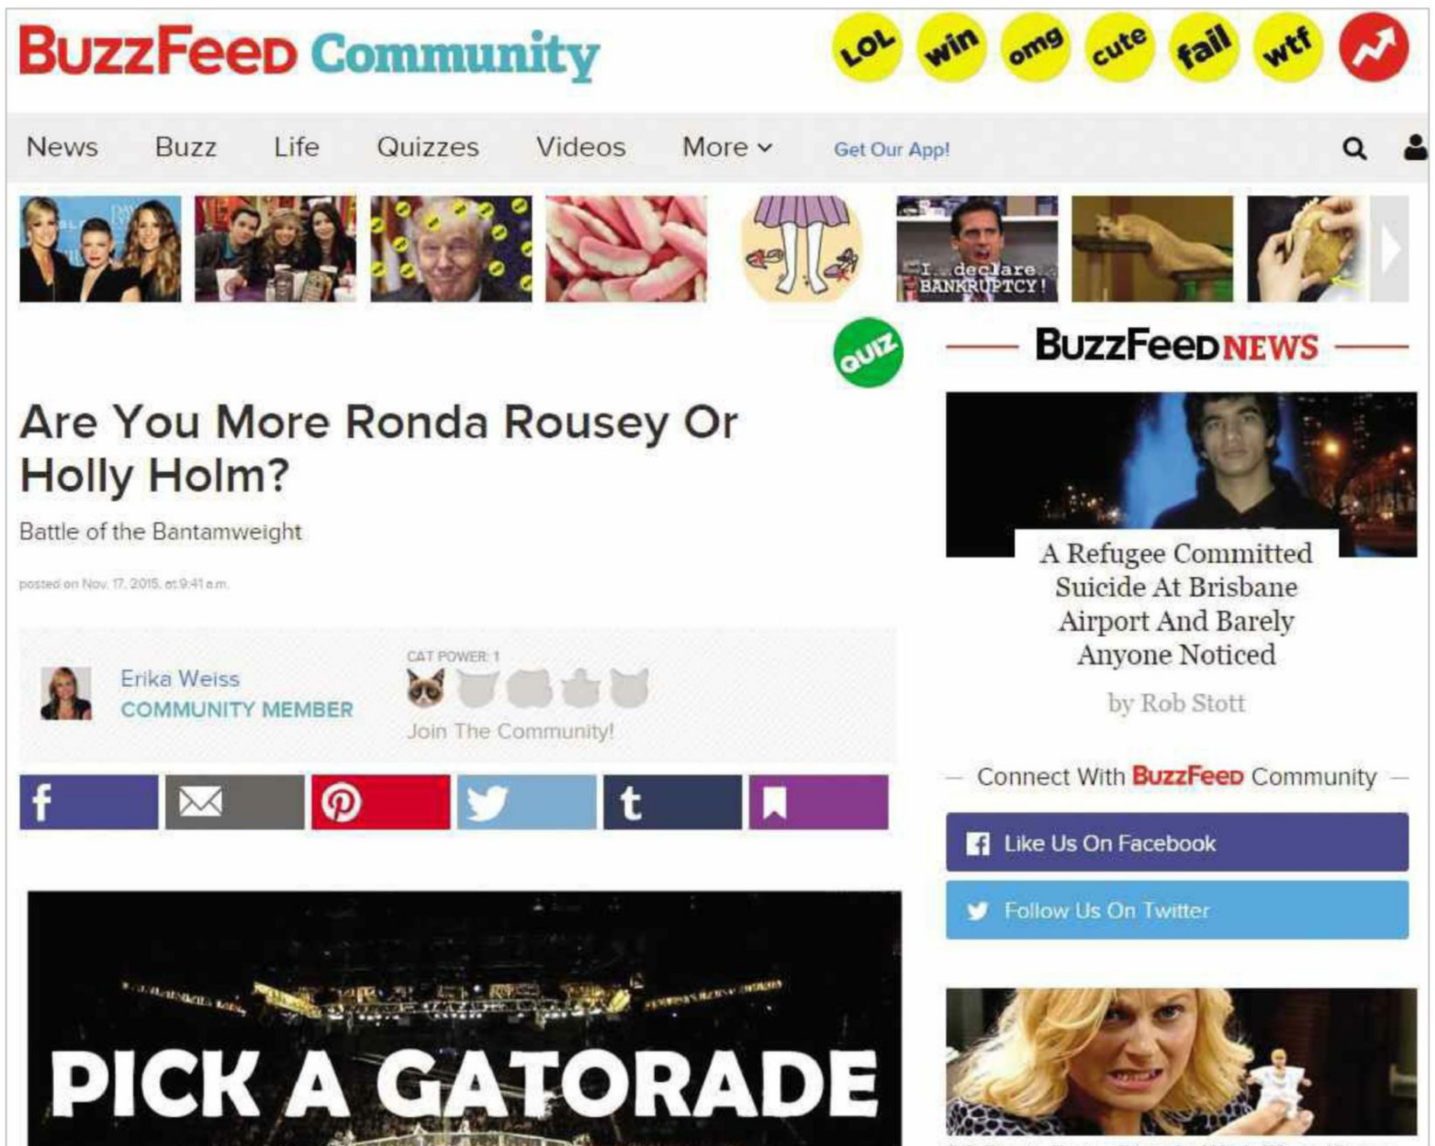 BuzzFeed Community
LOL win omg cute fail wtf
News Buzz Life Quizzes Videos More Get Our App!
I declare
BANKRUPTCY!
QUIZ
Are You More Ronda Rousey Or
Holly Holm?
Battle of the Bantamweight
posted on Nov. 17, 2015, at 9:41 a.m.
Erika Weiss
COMMUNITY MEMBER
CAT POWER: 1
Join The Community!
f
t
PICK A GATORADE
BuzzFeedNEWS
A Refugee Committed
Suicide At Brisbane
Airport And Barely
Anyone Noticed
by Rob Stott
Connect With BuzzFeed Community
Like Us On Facebook
Follow Us On Twitter